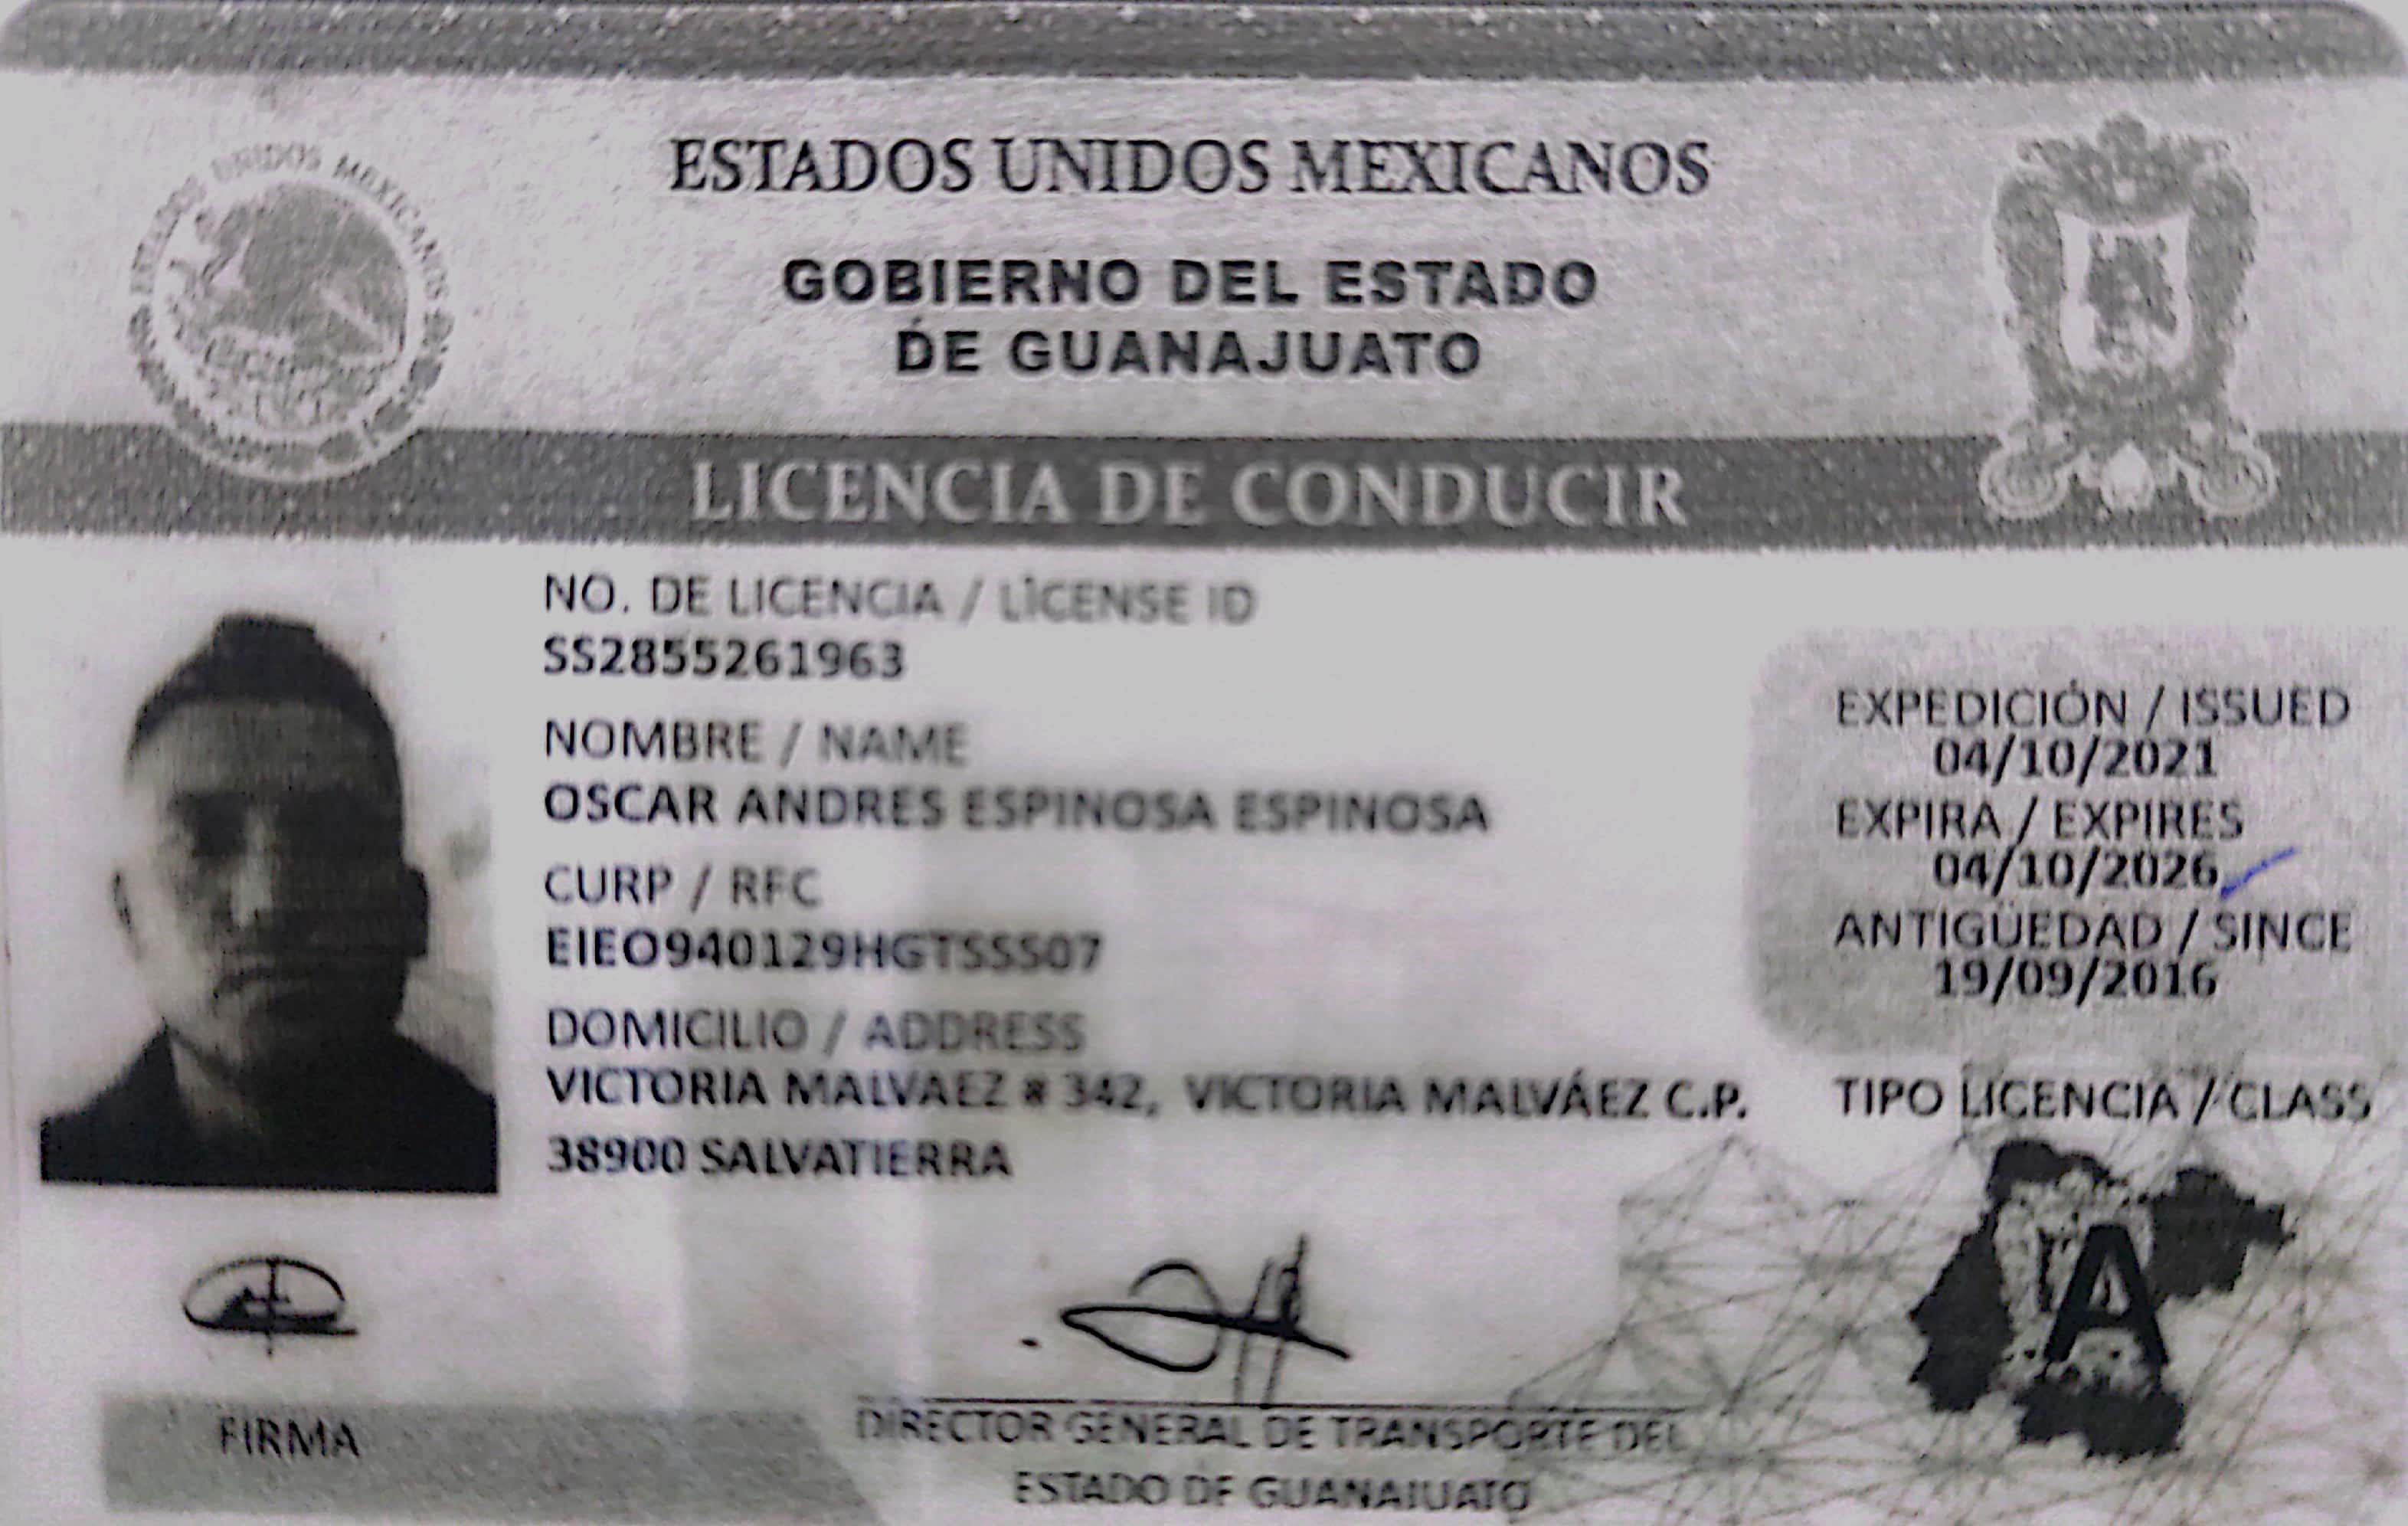 ESTADOS UNIDOS MEXICANOS
ESTADOS UNIDOS MEXICANOS
GOBIERNO DEL ESTADO
DE GUANAJUATO
LICENCIA DE CONDUCIR
NO. DE LICENCIA / LICENSE ID
SS2855261963
NOMBRE / NAME
OSCAR ANDRES ESPINOSA ESPINOSA
CURP / RFC
EIEO940129HGTSSS07
DOMICILIO / ADDRESS
VICTORIA MALVAEZ # 342, VICTORIA MALVÁEZ C.P.
38900 SALVATIERRA
EXPEDICIÓN / ISSUED
04/10/2021
EXPIRA / EXPIRES
04/10/2026
ANTIGÜEDAD / SINCE
19/09/2016
TIPO LICENCIA / CLASS
A
FIRMA
DIRECTOR GENERAL DE TRANSPORTE DEL
ESTADO DE GUANAJUATO